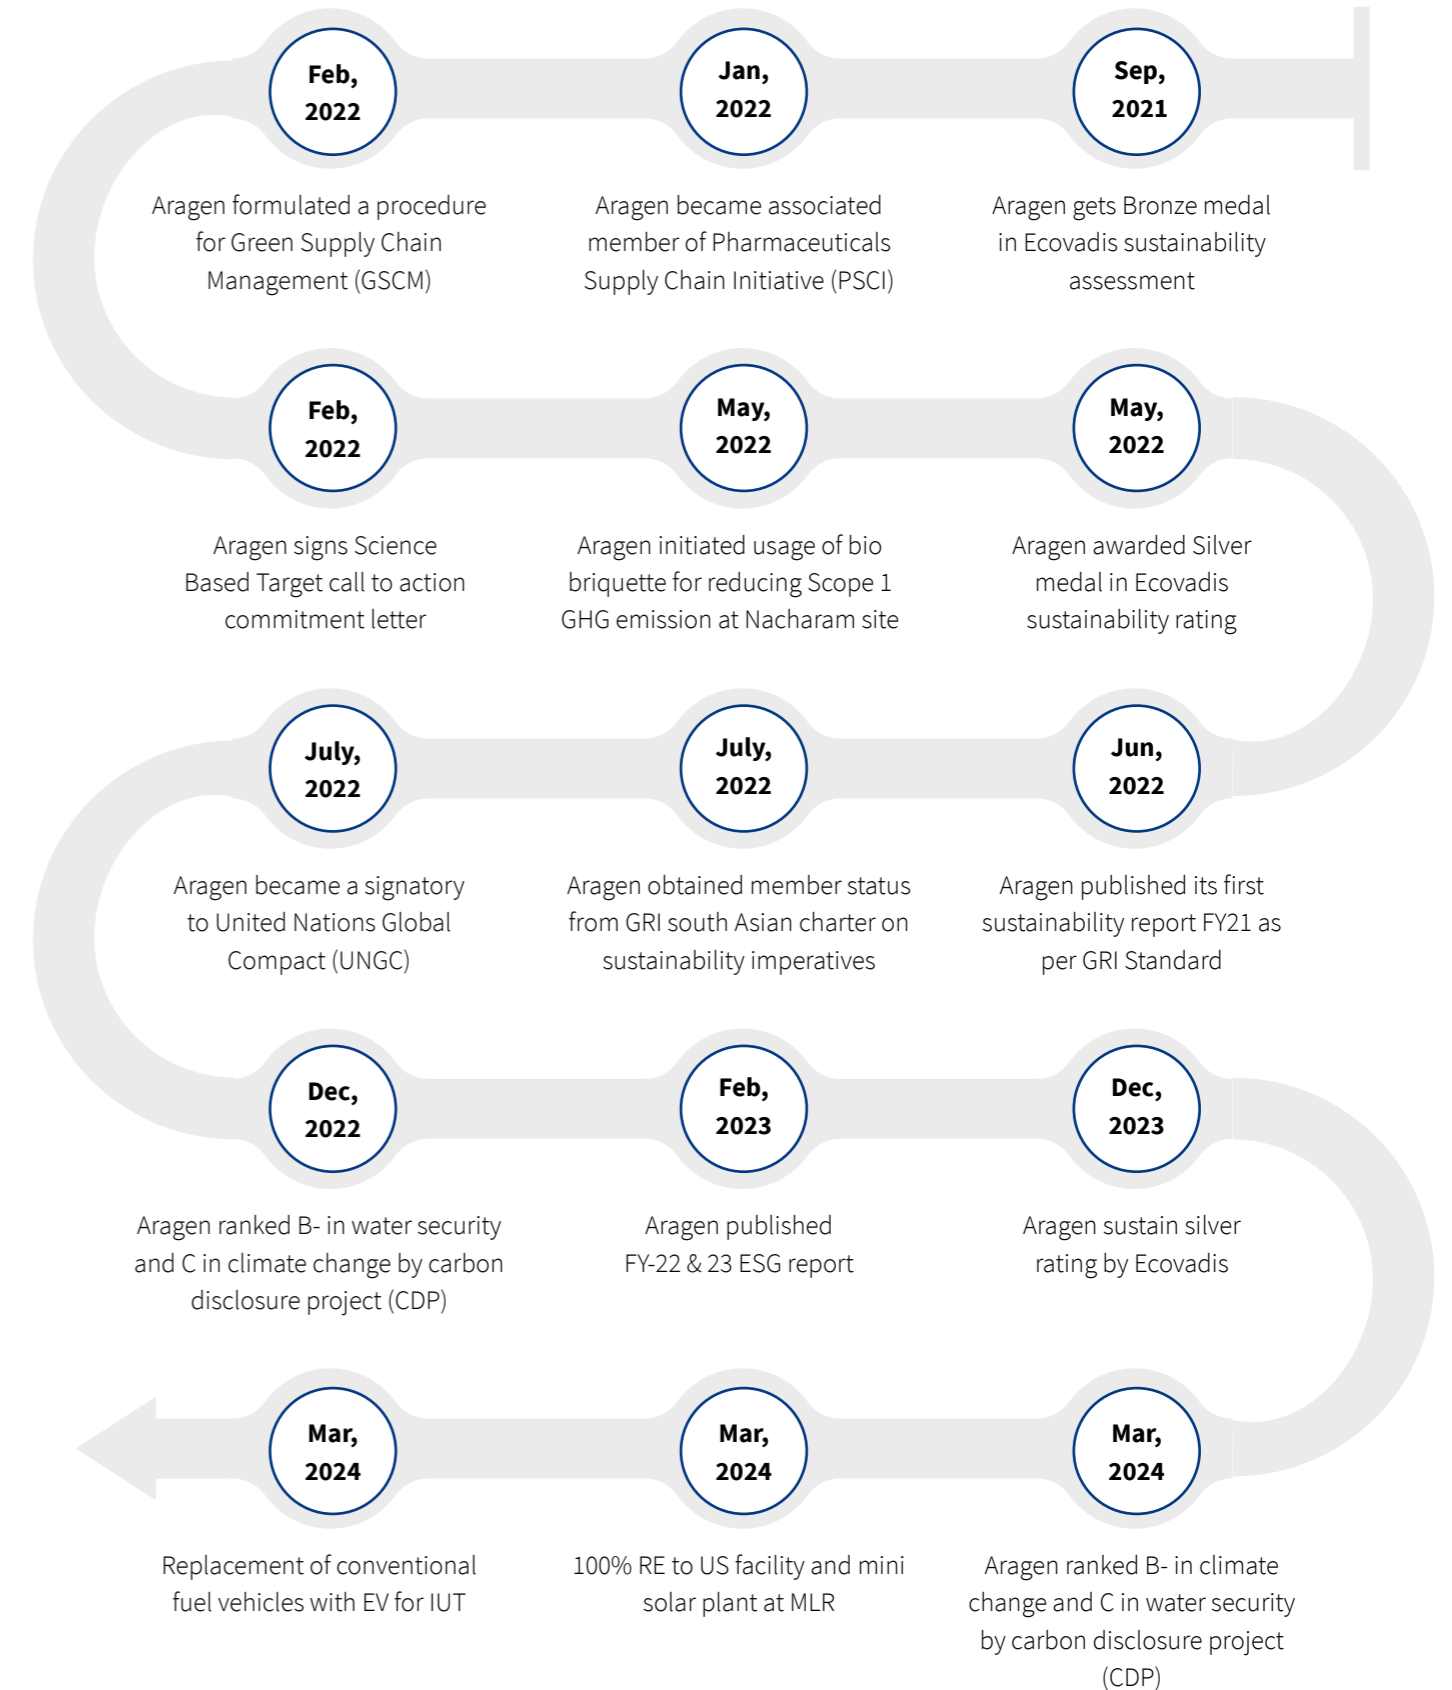 Sep,
2021
Aragen gets Bronze medal
in Ecovadis sustainability
assessment
Jan,
2022
Aragen became associated
member of Pharmaceuticals
Supply Chain Initiative (PSCI)
Feb,
2022
Aragen formulated a procedure
for Green Supply Chain
Management (GSCM)
Feb,
2022
Aragen signs Science
Based Target call to action
commitment letter
May,
2022
Aragen initiated usage of bio
briquette for reducing Scope 1
GHG emission at Nacharam site
May,
2022
Aragen awarded Silver
medal in Ecovadis
sustainability rating
Jun,
2022
Aragen published its first
sustainability report FY21 as
per GRI Standard
July,
2022
Aragen obtained member status
from GRI south Asian charter on
sustainability imperatives
July,
2022
Aragen became a signatory
to United Nations Global
Compact (UNGC)
Dec,
2022
Aragen ranked B- in water security
and C in climate change by carbon
disclosure project (CDP)
Feb,
2023
Aragen published
FY-22 & 23 ESG report
Dec,
2023
Aragen sustain silver
rating by Ecovadis
Mar,
2024
Aragen ranked B- in climate
change and C in water security
by carbon disclosure project
(CDP)
Mar,
2024
100% RE to US facility and mini
solar plant at MLR
Mar,
2024
Replacement of conventional
fuel vehicles with EV for IUT